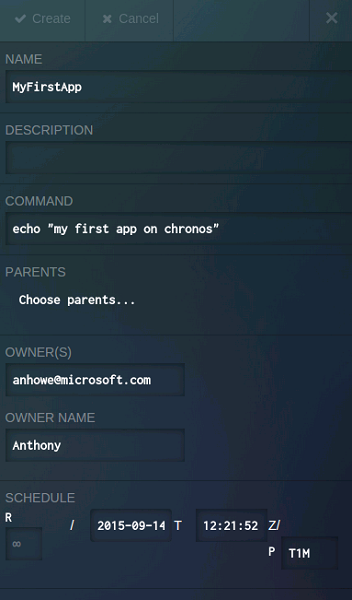 Create Cancel
NAME
MyFirstApp
DESCRIPTION
COMMAND
echo "my first app on chronos"
PARENTS
Choose parents...
OWNER(S)
anhowe@microsoft.com
OWNER NAME
Anthony
SCHEDULE
R
∞ / 2015-09-14 T 12:21:52 Z/
P T1M